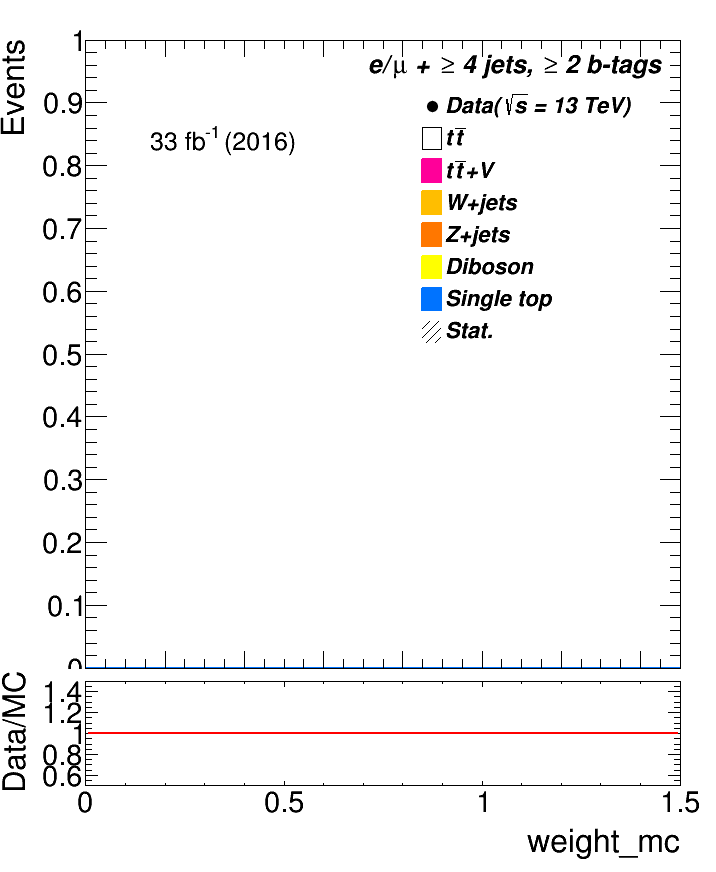 Events
1
0.9
0.8
0.7
0.6
0.5
0.4
0.3
0.2
0.1
0
e/μ + ≥ 4 jets, ≥ 2 b-tags
33 fb⁻¹ (2016)
Data(√s = 13 TeV)
tt̅
tt̅+V
W+jets
Z+jets
Diboson
Single top
Stat.
Data/MC
1.4
1.2
1
0.8
0.6
0 0.5 1 1.5
weight_mc